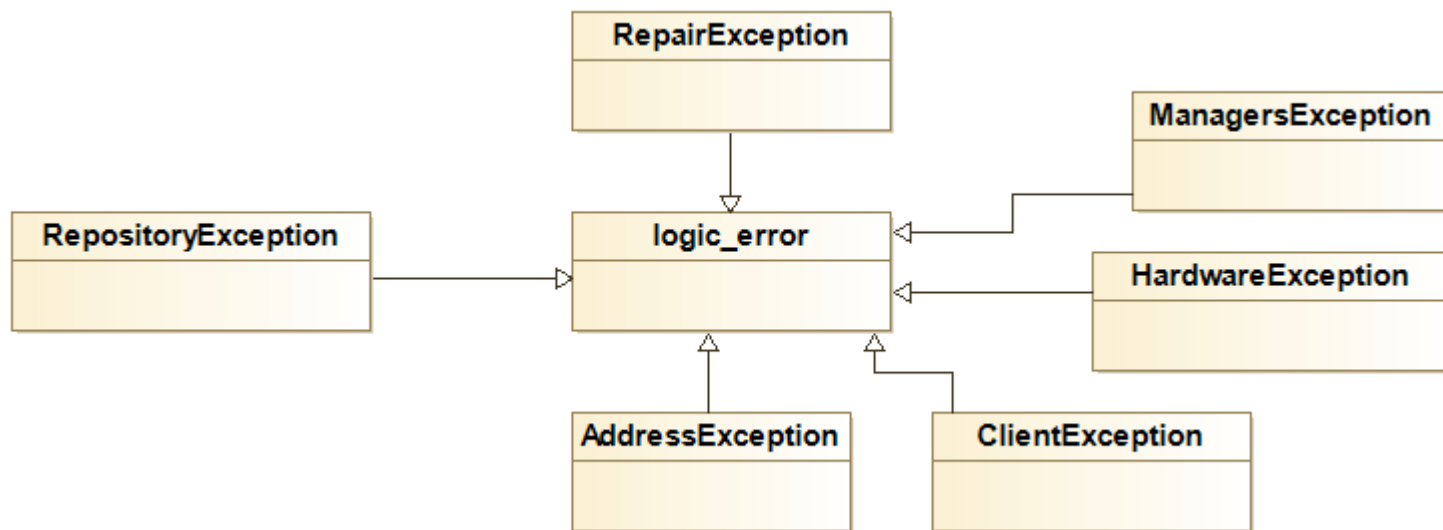 RepairException
ManagersException
RepositoryException
logic_error
HardwareException
AddressException
ClientException